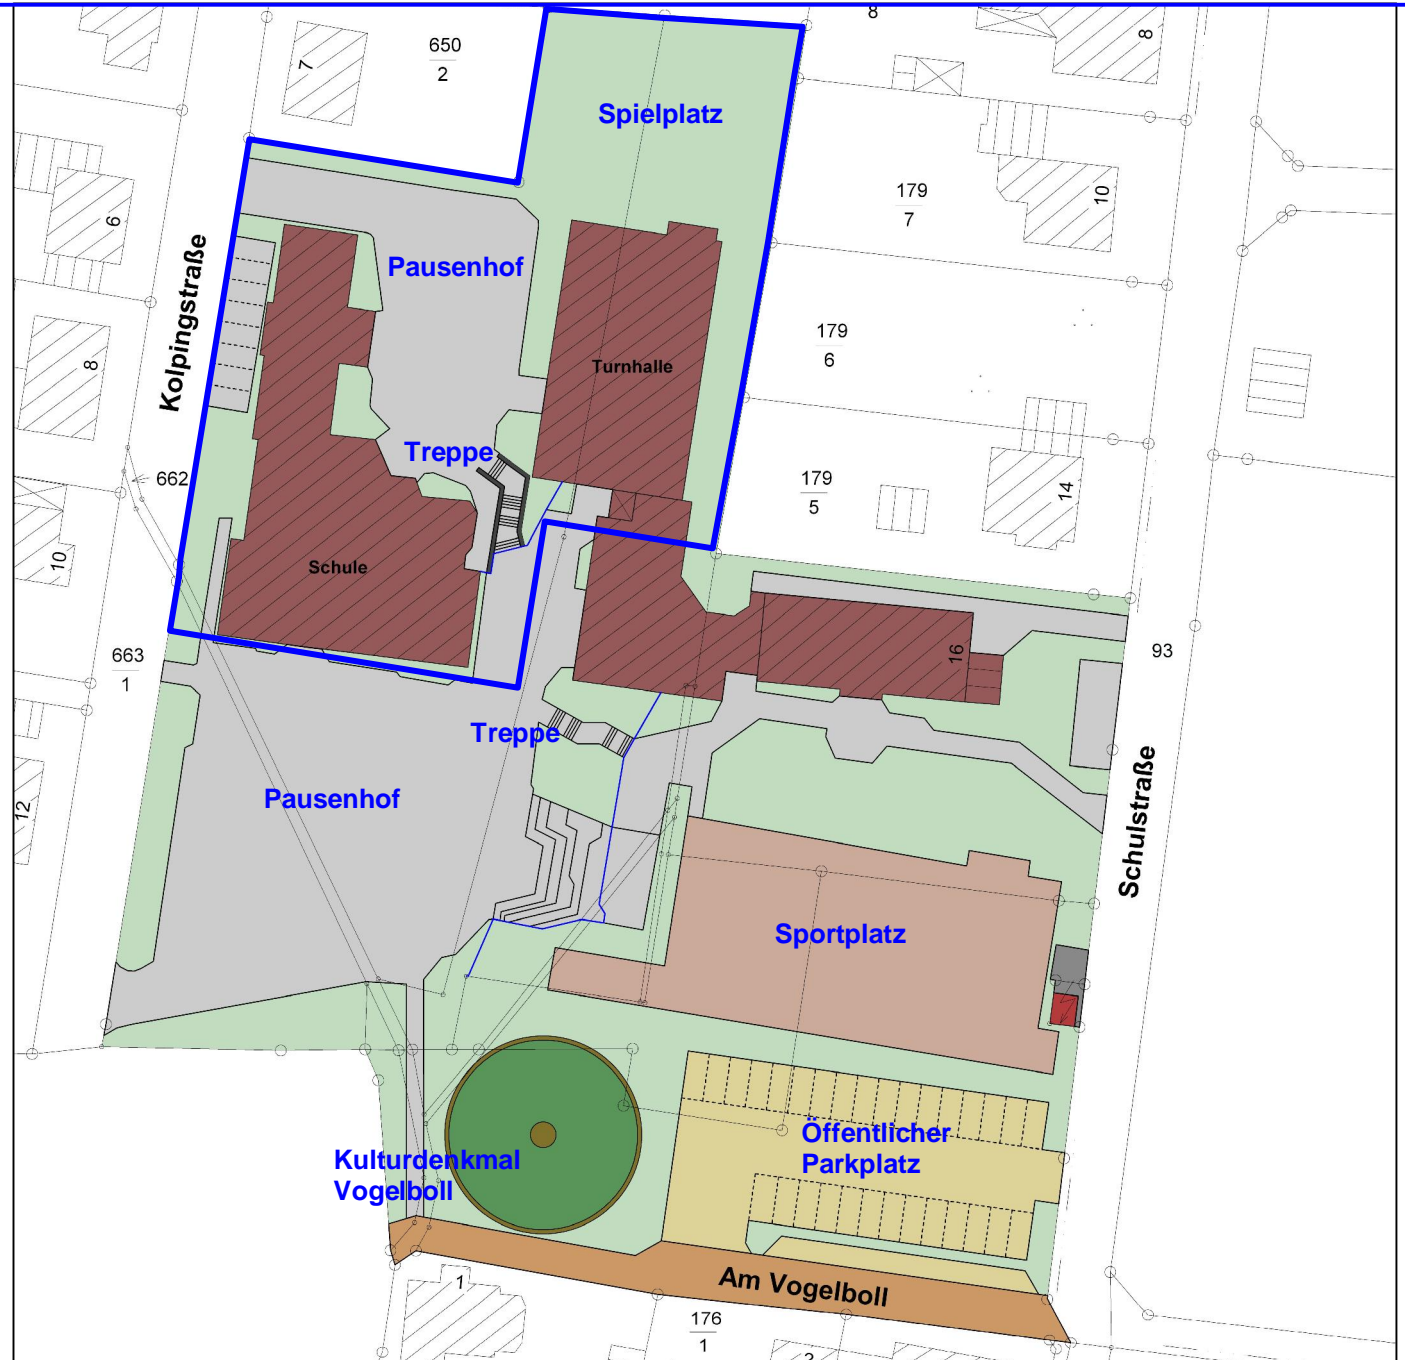 8
650
2
7
8
Spielplatz
6
179
7
10
Kolpingstraße
Pausenhof
179
6
8
Turnhalle
Treppe
662
179
5
14
10
Schule
663
1
16
93
Treppe
Pausenhof
12
Schulstraße
Sportplatz
Öffentlicher
Parkplatz
Kulturdenkmal
Vogelboll
Am Vogelboll
1
176
1
2